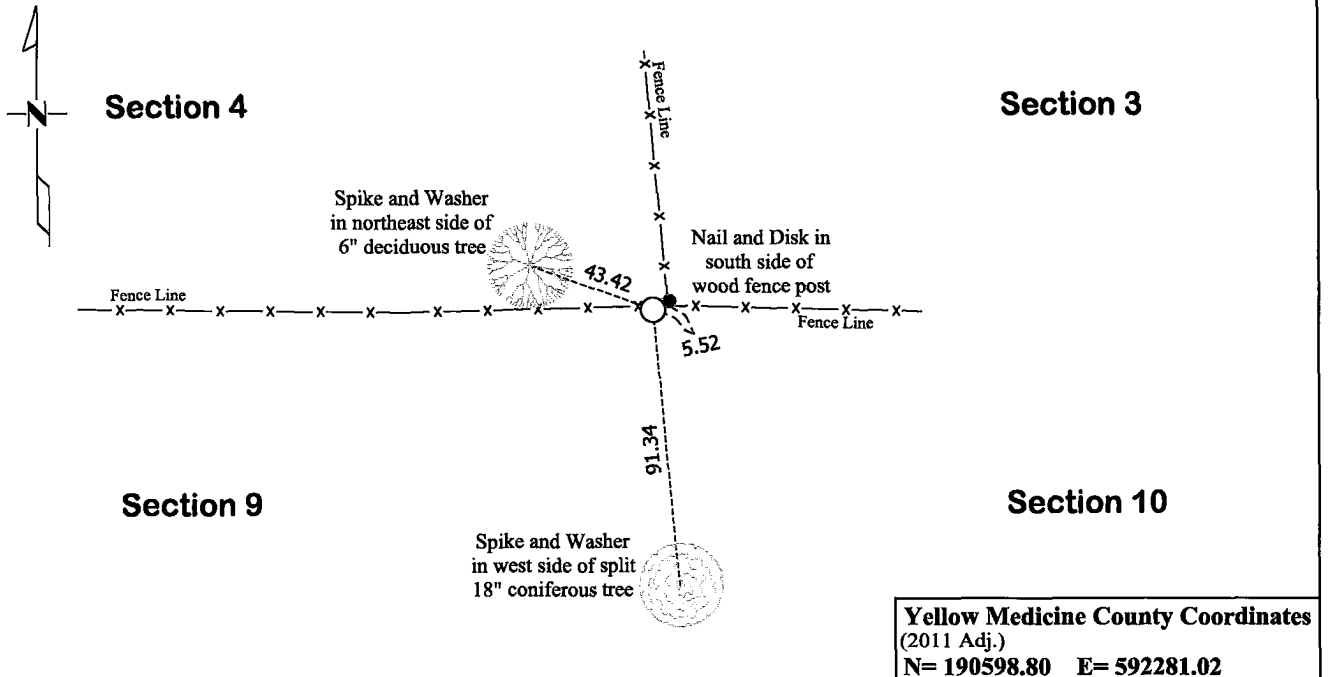 N
Section 4
Section 3
Fence Line
Spike and Washer
in northeast side of
6" deciduous tree
43.42
Nail and Disk in
south side of
wood fence post
Fence Line
Fence Line
5.52
91.34
Section 9
Section 10
Spike and Washer
in west side of split
18" coniferous tree
Yellow Medicine County Coordinates
(2011 Adj.)
N= 190598.80 E= 592281.02